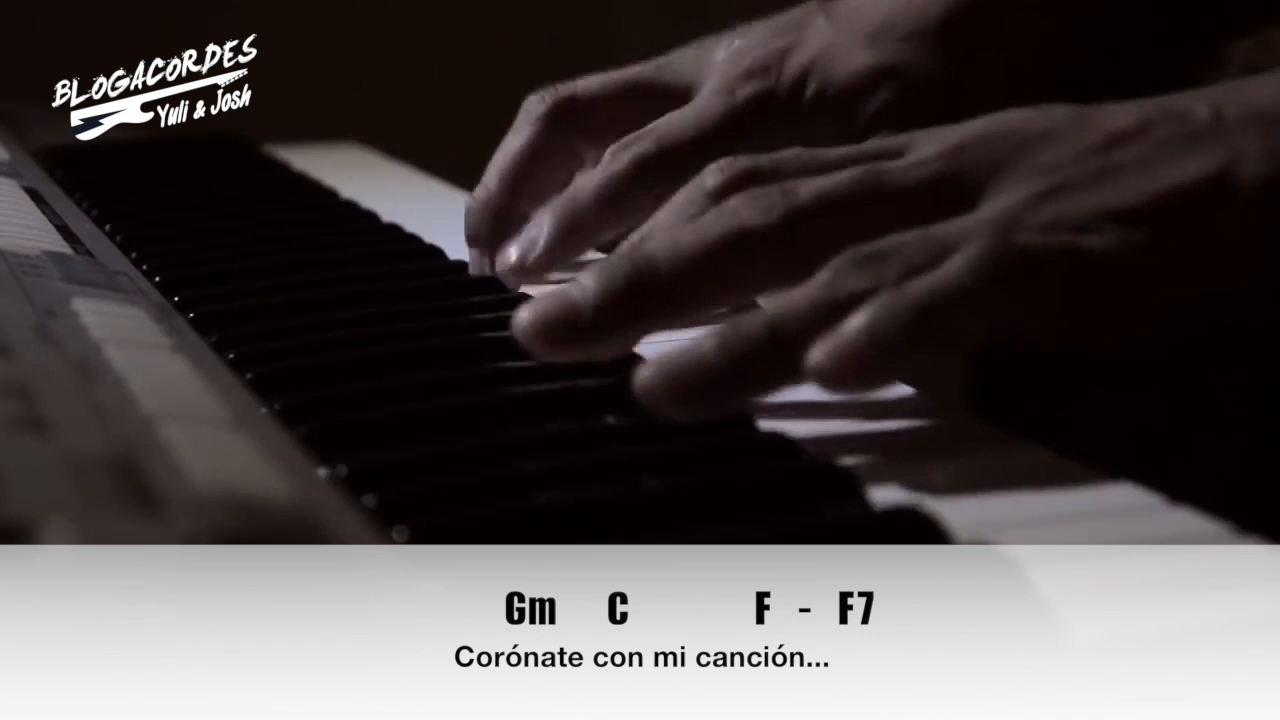 BLOGACORDES
Yuli & Josh
Gm C F - F7
Corónate con mi canción...